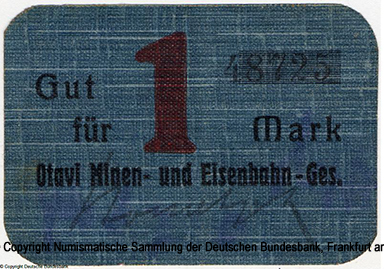 48725
Gut 1
für Mark
Otavi Minen- und Eisenbahn-Ges.
Copyright Numismatische Sammlung der Deutschen Bundesbank, Frankfurt am
© Copyright Deutsche Bundesbank